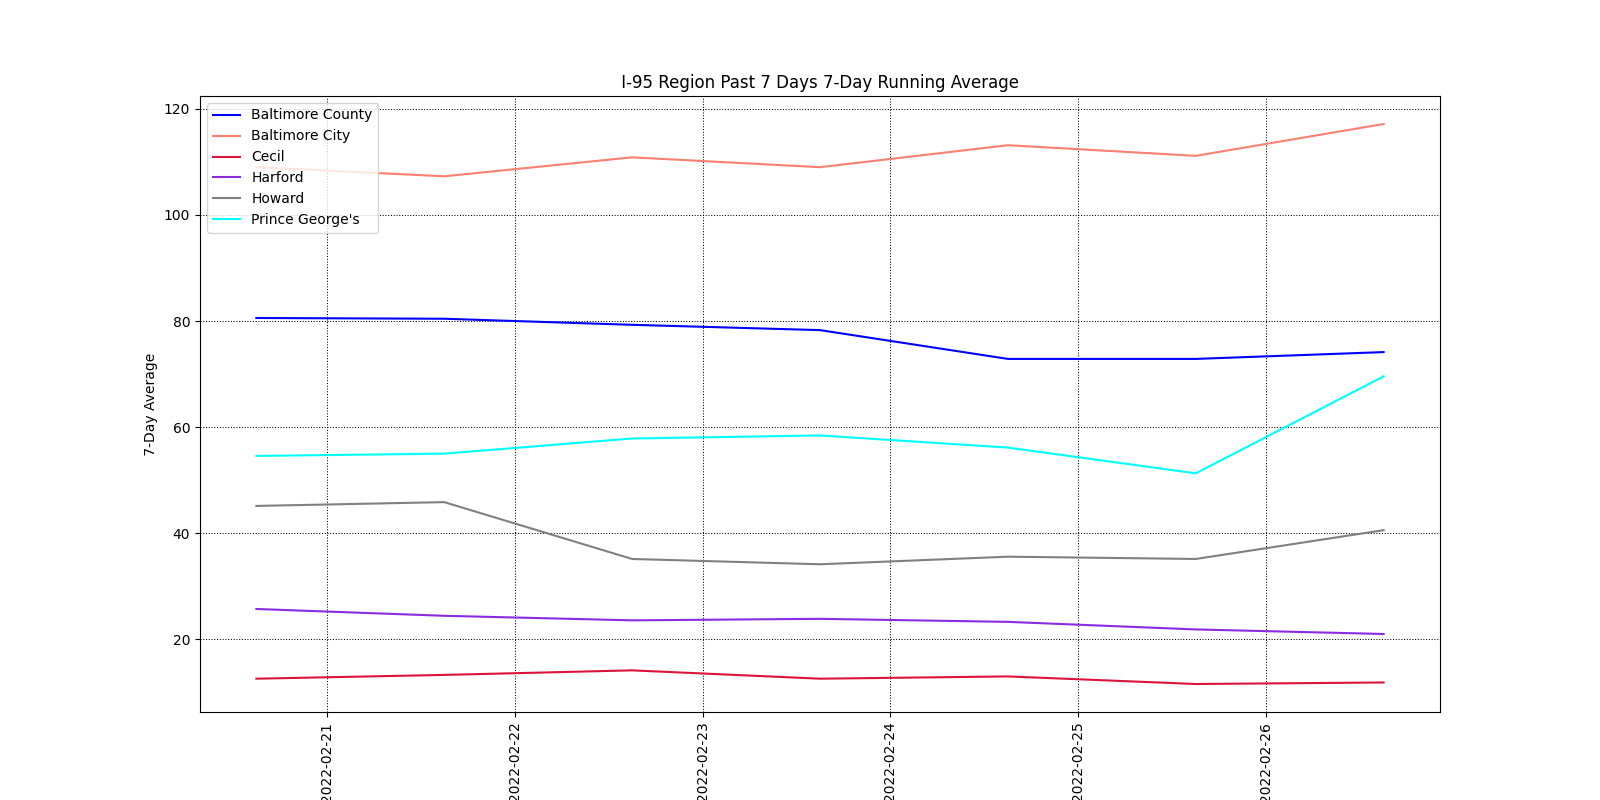 I-95 Region Past 7 Days 7-Day Running Average
120
100
80
60
40
20
7-Day Average
Baltimore County
Baltimore City
Cecil
Harford
Howard
Prince George's
2022-02-21
2022-02-22
2022-02-23
2022-02-24
2022-02-25
2022-02-26